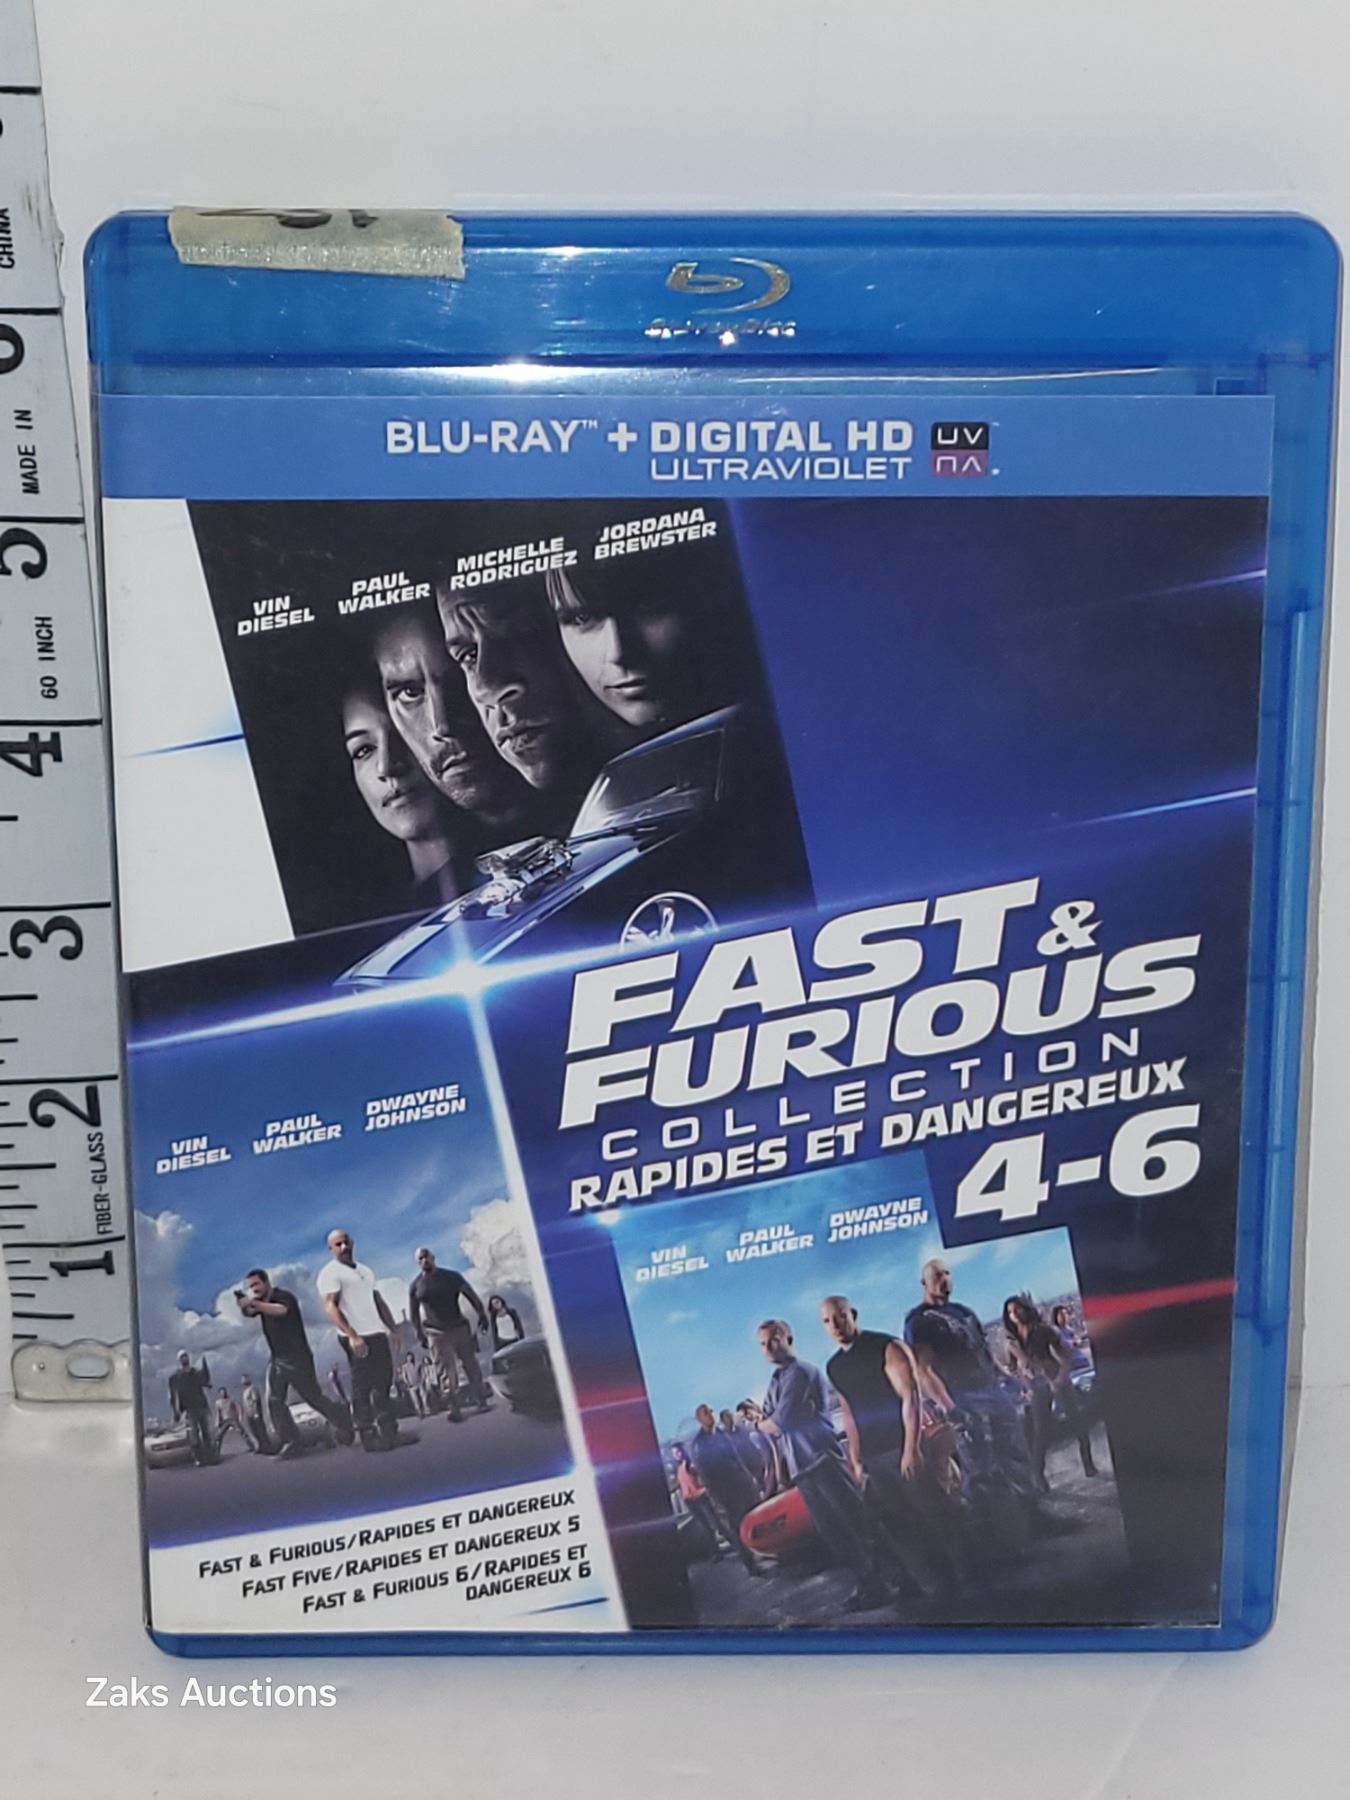 Blu-ray Disc
BLU-RAY™ + DIGITAL HD
ULTRAVIOLET
UV
VIN
DIESEL
PAUL
WALKER
MICHELLE
RODRIGUEZ
JORDANA
BREWSTER
FAST &
FURIOUS
COLLECTION
RAPIDES ET DANGEREUX
4-6
VIN
DIESEL
PAUL
WALKER
DWAYNE
JOHNSON
VIN
DIESEL
PAUL
WALKER
DWAYNE
JOHNSON
FAST & FURIOUS/RAPIDES ET DANGEREUX
FAST FIVE/RAPIDES ET DANGEREUX 5
FAST & FURIOUS 6/RAPIDES ET
DANGEREUX 6
CHINA
6
MADE IN
5
60 INCH
4
3
2
FIBER-GLASS
1
Zaks Auctions